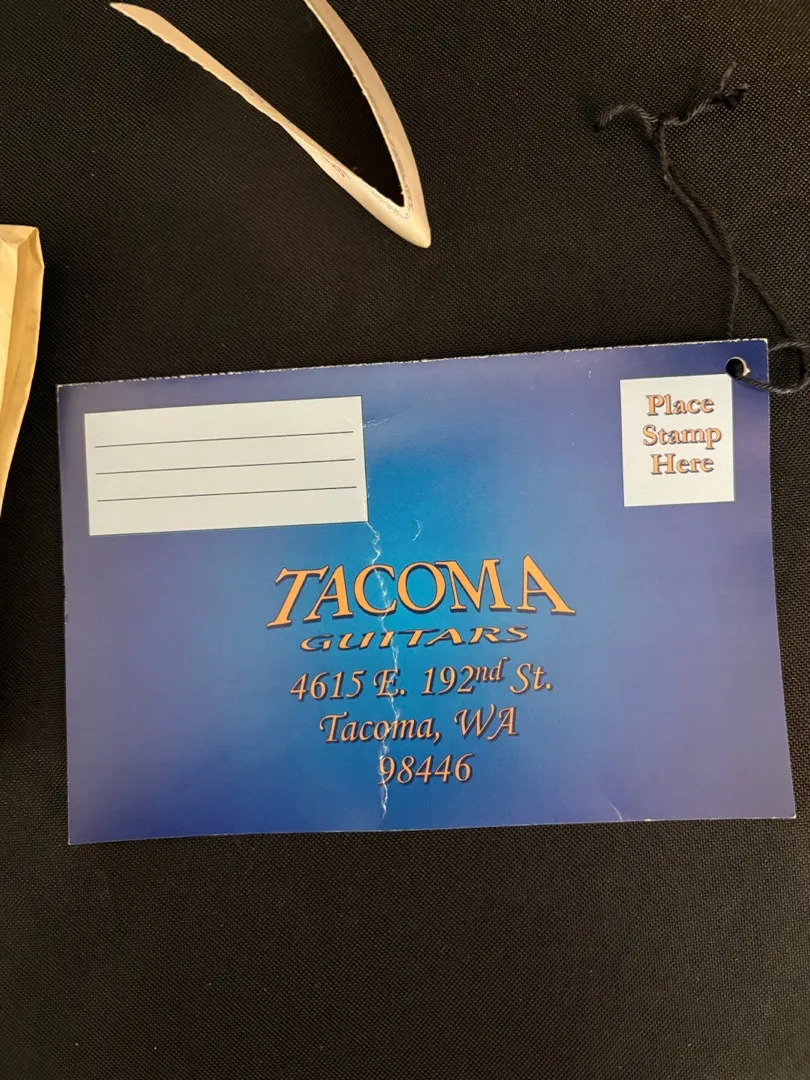 Place
Stamp
Here
TACOMA
GUITARS
4615 E. 192nd St.
Tacoma, WA
98446